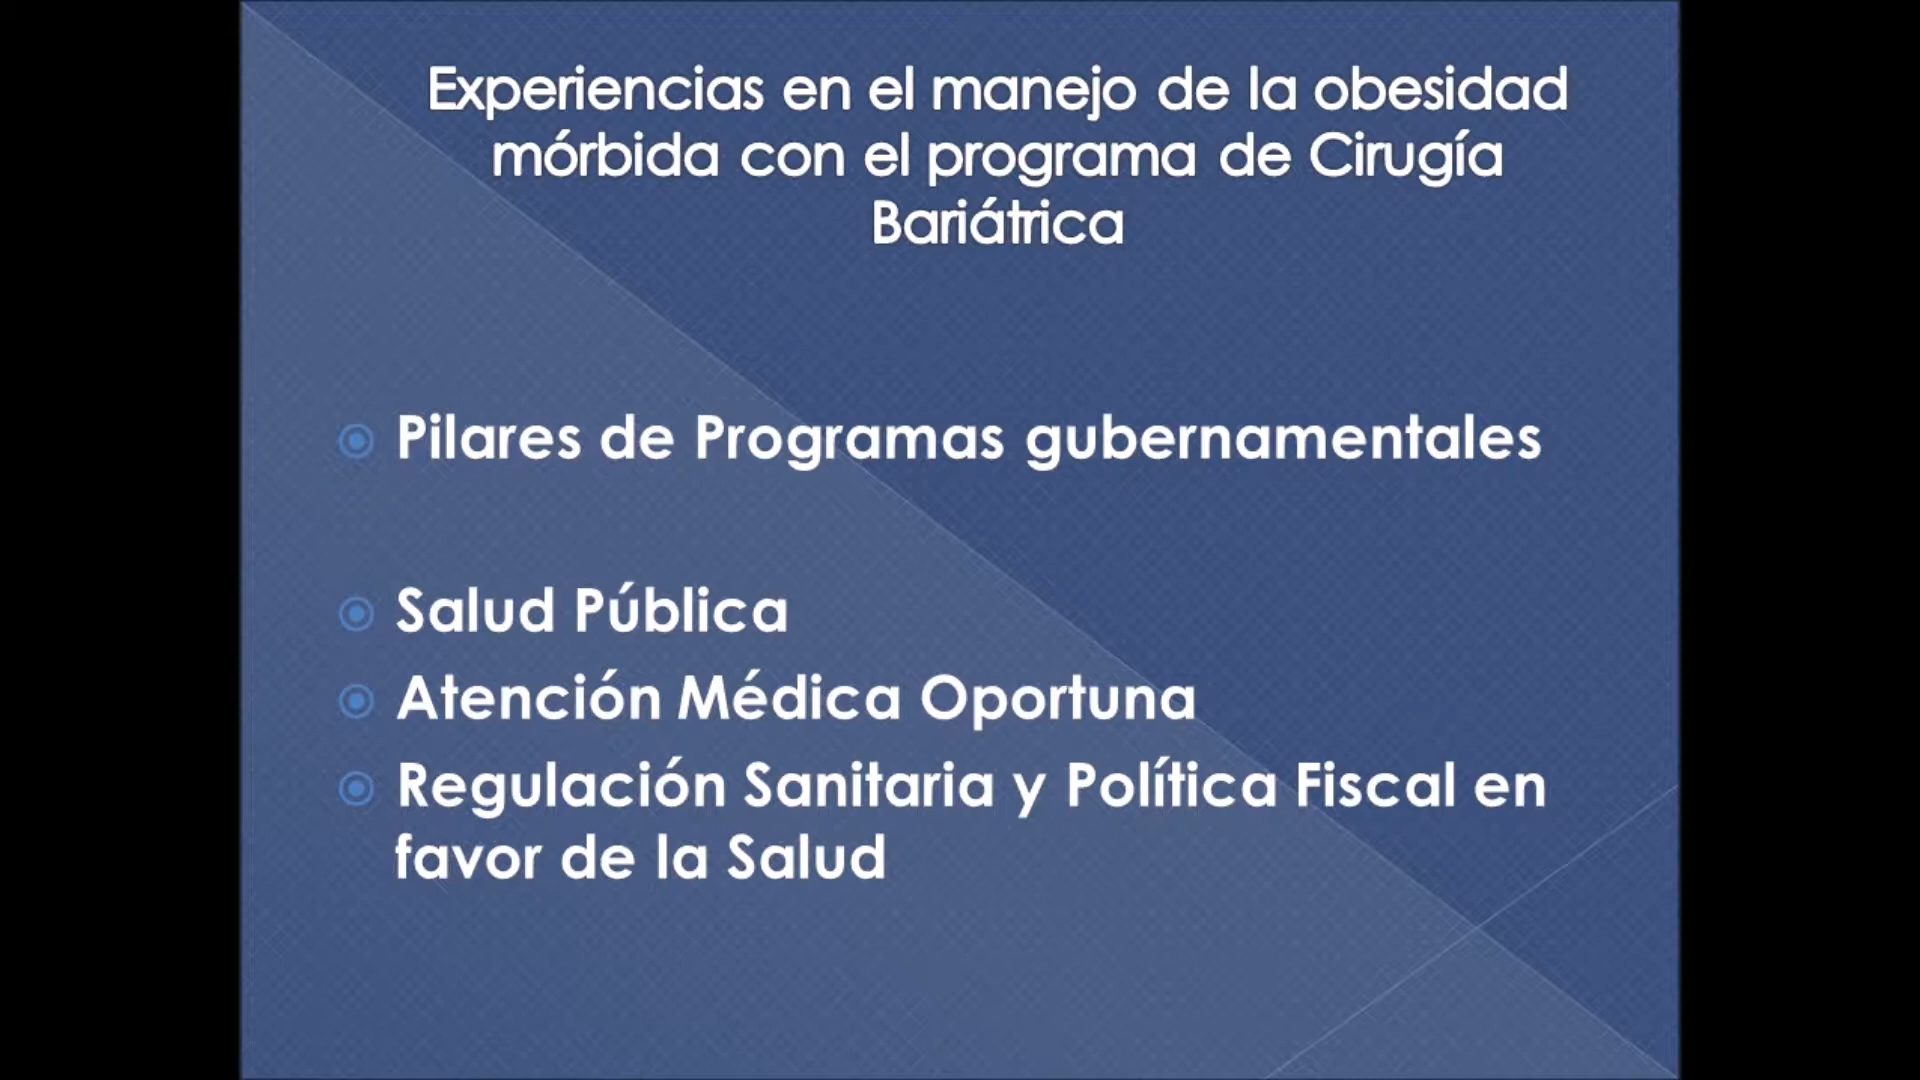 Experiencias en el manejo de la obesidad
mórbida con el programa de Cirugía
Bariátrica
Pilares de Programas gubernamentales
Salud Pública
Atención Médica Oportuna
Regulación Sanitaria y Política Fiscal en
favor de la Salud